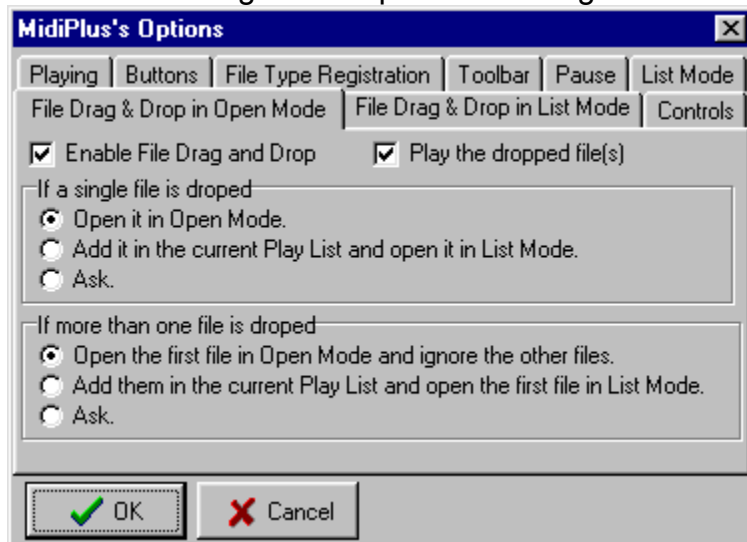 MidiPlus's Options
Playing Buttons File Type Registration Toolbar Pause List Mode
File Drag & Drop in Open Mode File Drag & Drop in List Mode Controls
Enable File Drag and Drop Play the dropped file(s)
If a single file is droped
Open it in Open Mode.
Add it in the current Play List and open it in List Mode.
Ask.
If more than one file is droped
Open the first file in Open Mode and ignore the other files.
Add them in the current Play List and open the first file in List Mode.
Ask.
OK Cancel